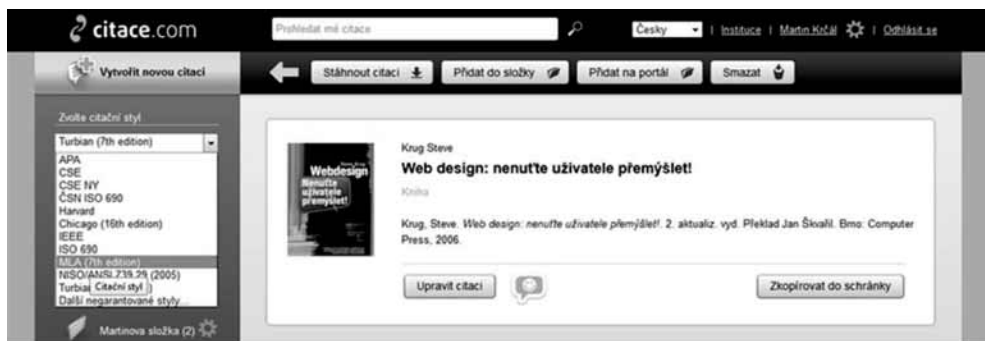 citace.com
Prohledat mé citace
Česky | Instituce | Martin Krčál | Odhlásit se
Vytvořit novou citaci
Stáhnout citaci Přidat do složky Přidat na portál Smazat
Zvolte citační styl
Turbian (7th edition)
APA
CSE
CSE NY
ČSN ISO 690
Harvard
Chicago (16th edition)
IEEE
ISO 690
MLA (7th edition)
NISO/ANSI Z39.29 (2005)
Turbian
Citační styl
Další negarantované styly...
Martinova složka (2)
Webdesign
Nenuťte
uživatele
přemýšlet!
Krug Steve
Web design: nenuťte uživatele přemýšlet!
Kniha
Krug, Steve. Web design: nenuťte uživatele přemýšlet!. 2. aktualiz. vyd. Překlad Jan Škvařil. Brno: Computer
Press, 2006.
Upravit citaci
Zkopírovat do schránky